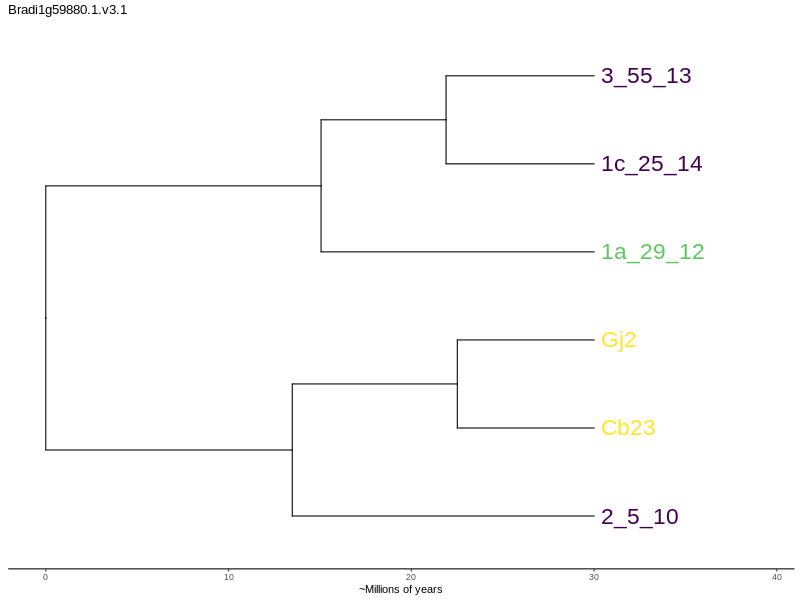 Bradi1g59880.1.v3.1
3_55_13
1c_25_14
1a_29_12
Gj2
Cb23
2_5_10
0 10 20 30 40
~Millions of years